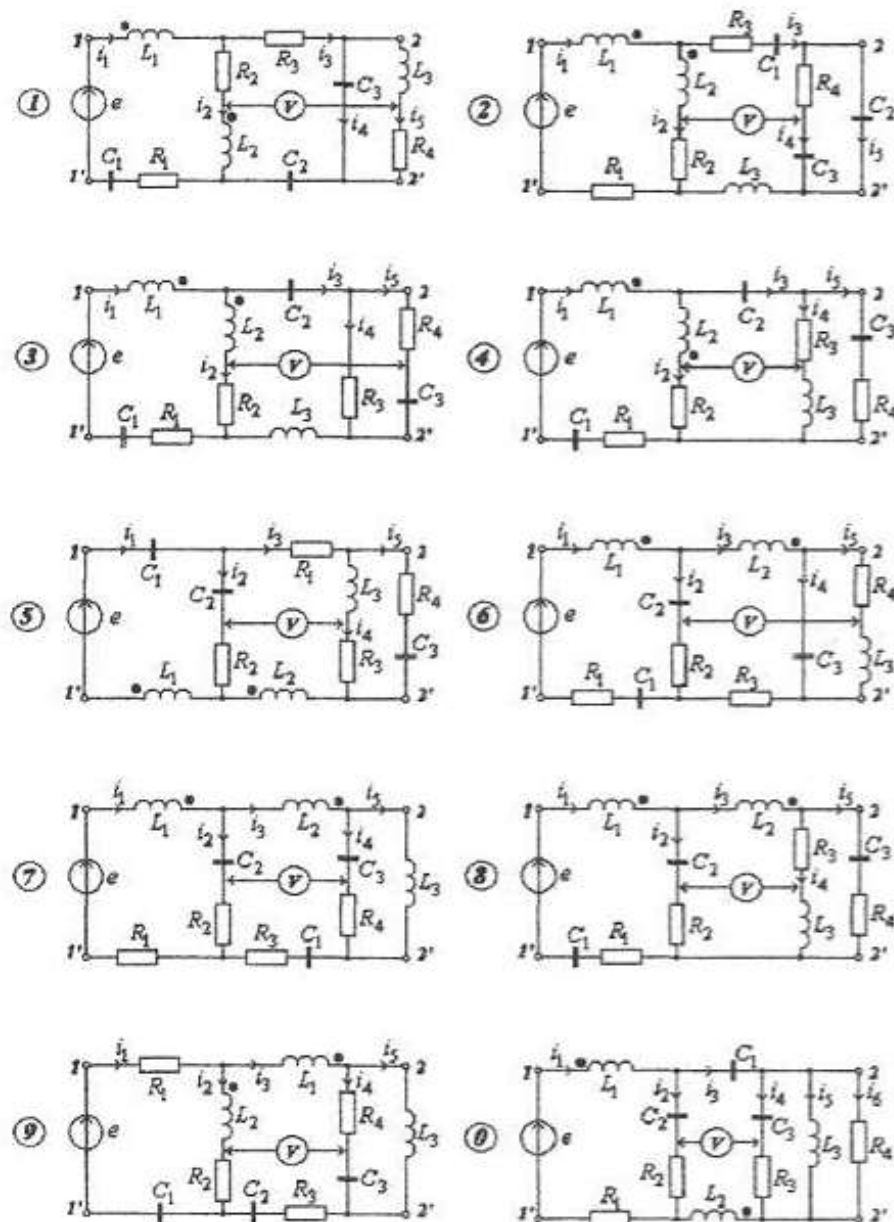 1 i₁ L₁ R₃ i₃ 2
R₂ C₃ L₃
① e i₂ V i₄ i₅
L₂ R₄
1' C₁ R₁ C₂ 2'
1 i₁ L₁ R₃ C₁ i₃ 2
L₂ R₄ C₂
② e i₂ V i₄ i₅
R₂ C₃
1' R₁ L₃ 2'
1 i₁ L₁ C₂ i₃ i₅ 2
L₂ i₄ R₄
③ e i₂ V
R₂ R₃ C₃
1' C₁ R₁ L₃ 2'
1 i₁ L₁ C₂ i₃ i₅ 2
L₂ i₄ R₃ C₃
④ e i₂ V
R₂ L₃ R₄
1' C₁ R₁ 2'
1 i₁ C₁ i₃ R₁ i₅ 2
C₂ i₂ L₃ R₄
⑤ e V i₄
R₂ R₃ C₃
1' L₁ L₂ 2'
1 i₁ L₁ i₃ L₂ i₅ 2
C₂ i₂ i₄ R₄
⑥ e V
R₂ C₃ L₃
1' R₁ C₁ R₃ 2'
1 i₁ L₁ i₃ L₂ i₅ 2
i₂ C₂ i₄ C₃
⑦ e V L₃
R₂ R₄
1' R₁ R₃ C₁ 2'
1 i₁ L₁ i₃ L₂ i₅ 2
i₂ C₂ R₃ C₃
⑧ e V i₄
R₂ L₃ R₄
1' C₁ R₁ 2'
1 i₁ R₁ i₃ L₁ i₅ 2
i₂ L₂ i₄ R₄
⑨ e V L₃
R₂ C₃
1' C₁ C₂ R₃ 2'
1 i₁ L₁ i₃ C₁ 2
i₂ C₂ i₄ C₃ i₅ i₆
⓪ e V L₃ R₄
R₂ R₃
1' R₁ L₂ 2'